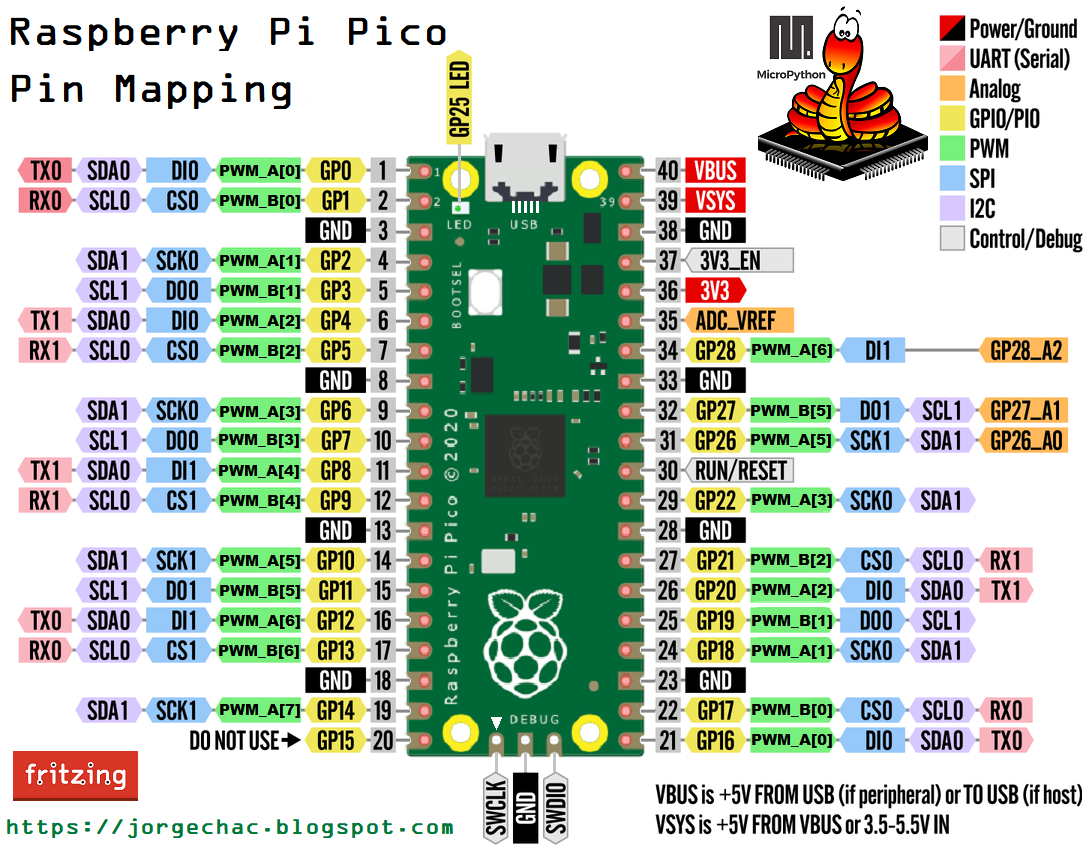 Raspberry Pi Pico
Pin Mapping
GP25 LED
MicroPython
Power/Ground
UART (Serial)
Analog
GPIO/PIO
PWM
SPI
I2C
Control/Debug
TX0 SDA0 DI0 PWM_A[0] GP0 1
RX0 SCL0 CS0 PWM_B[0] GP1 2
GND 3
SDA1 SCK0 PWM_A[1] GP2 4
SCL1 DO0 PWM_B[1] GP3 5
TX1 SDA0 DI0 PWM_A[2] GP4 6
RX1 SCL0 CS0 PWM_B[2] GP5 7
GND 8
SDA1 SCK0 PWM_A[3] GP6 9
SCL1 DO0 PWM_B[3] GP7 10
TX1 SDA0 DI1 PWM_A[4] GP8 11
RX1 SCL0 CS1 PWM_B[4] GP9 12
GND 13
SDA1 SCK1 PWM_A[5] GP10 14
SCL1 DO1 PWM_B[5] GP11 15
TX0 SDA0 DI1 PWM_A[6] GP12 16
RX0 SCL0 CS1 PWM_B[6] GP13 17
GND 18
SDA1 SCK1 PWM_A[7] GP14 19
DO NOT USE→ GP15 20
1
2
39
LED
USB
BOOTSEL
Raspberry Pi Pico ©2020
DEBUG
SWCLK
GND
SWDIO
40 VBUS
39 VSYS
38 GND
37 3V3_EN
36 3V3
35 ADC_VREF
34 GP28 PWM_A[6] DI1 GP28_A2
33 GND
32 GP27 PWM_B[5] DO1 SCL1 GP27_A1
31 GP26 PWM_A[5] SCK1 SDA1 GP26_A0
30 RUN/RESET
29 GP22 PWM_A[3] SCK0 SDA1
28 GND
27 GP21 PWM_B[2] CS0 SCL0 RX1
26 GP20 PWM_A[2] DI0 SDA0 TX1
25 GP19 PWM_B[1] DO0 SCL1
24 GP18 PWM_A[1] SCK0 SDA1
23 GND
22 GP17 PWM_B[0] CS0 SCL0 RX0
21 GP16 PWM_A[0] DI0 SDA0 TX0
fritzing
https://jorgechac.blogspot.com
VBUS is +5V FROM USB (if peripheral) or TO USB (if host)
VSYS is +5V FROM VBUS or 3.5-5.5V IN